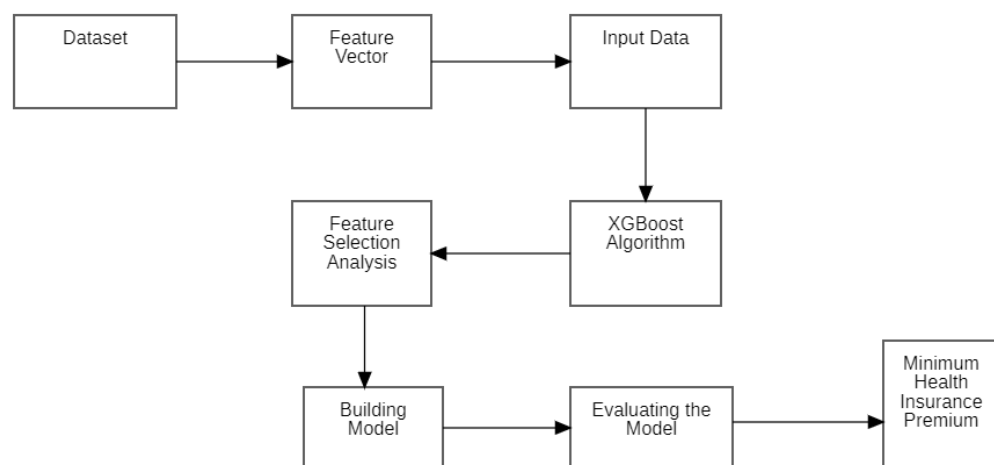 Dataset
Feature
Vector
Input Data
XGBoost
Algorithm
Feature
Selection
Analysis
Building
Model
Evaluating the
Model
Minimum
Health
Insurance
Premium